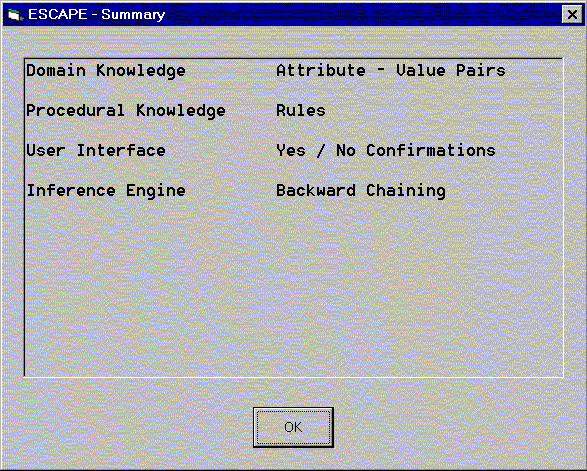 ESCAPE - Summary
Domain Knowledge Attribute - Value Pairs
Procedural Knowledge Rules
User Interface Yes / No Confirmations
Inference Engine Backward Chaining
OK